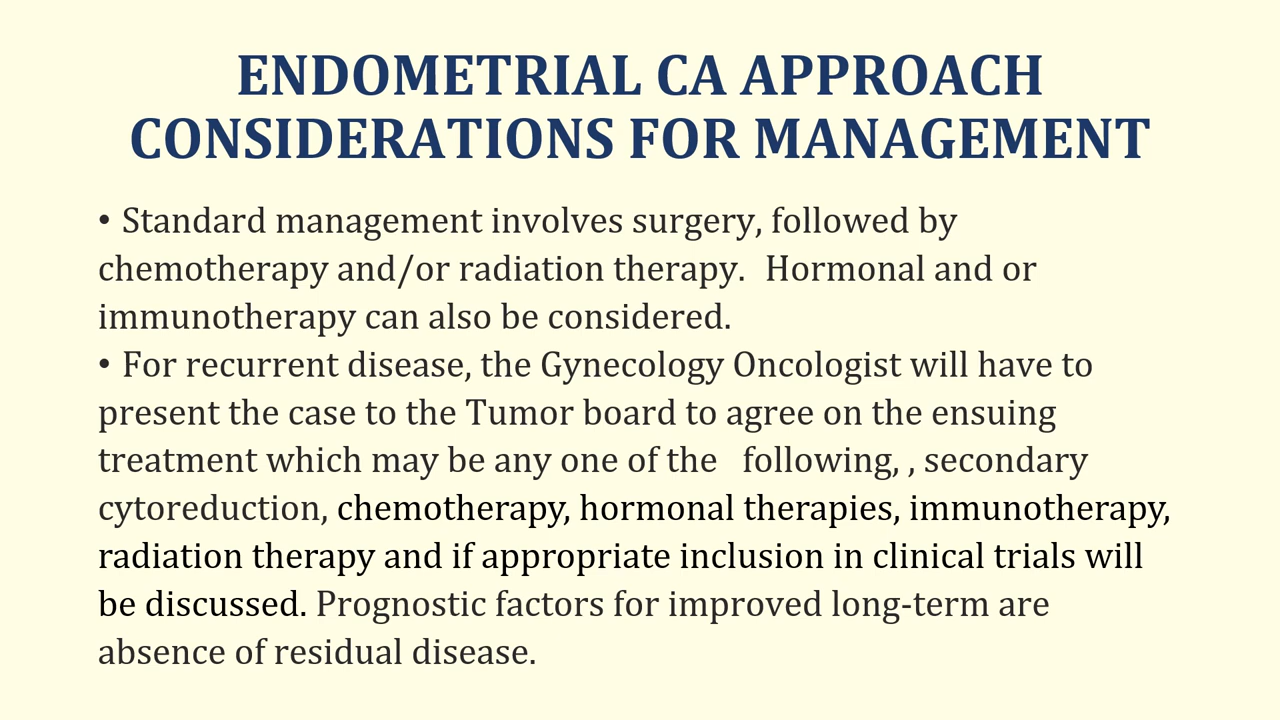 ENDOMETRIAL CA APPROACH
CONSIDERATIONS FOR MANAGEMENT
• Standard management involves surgery, followed by
chemotherapy and/or radiation therapy.  Hormonal and or
immunotherapy can also be considered.
• For recurrent disease, the Gynecology Oncologist will have to
present the case to the Tumor board to agree on the ensuing
treatment which may be any one of the   following, , secondary
cytoreduction, chemotherapy, hormonal therapies, immunotherapy,
radiation therapy and if appropriate inclusion in clinical trials will
be discussed. Prognostic factors for improved long-term are
absence of residual disease.